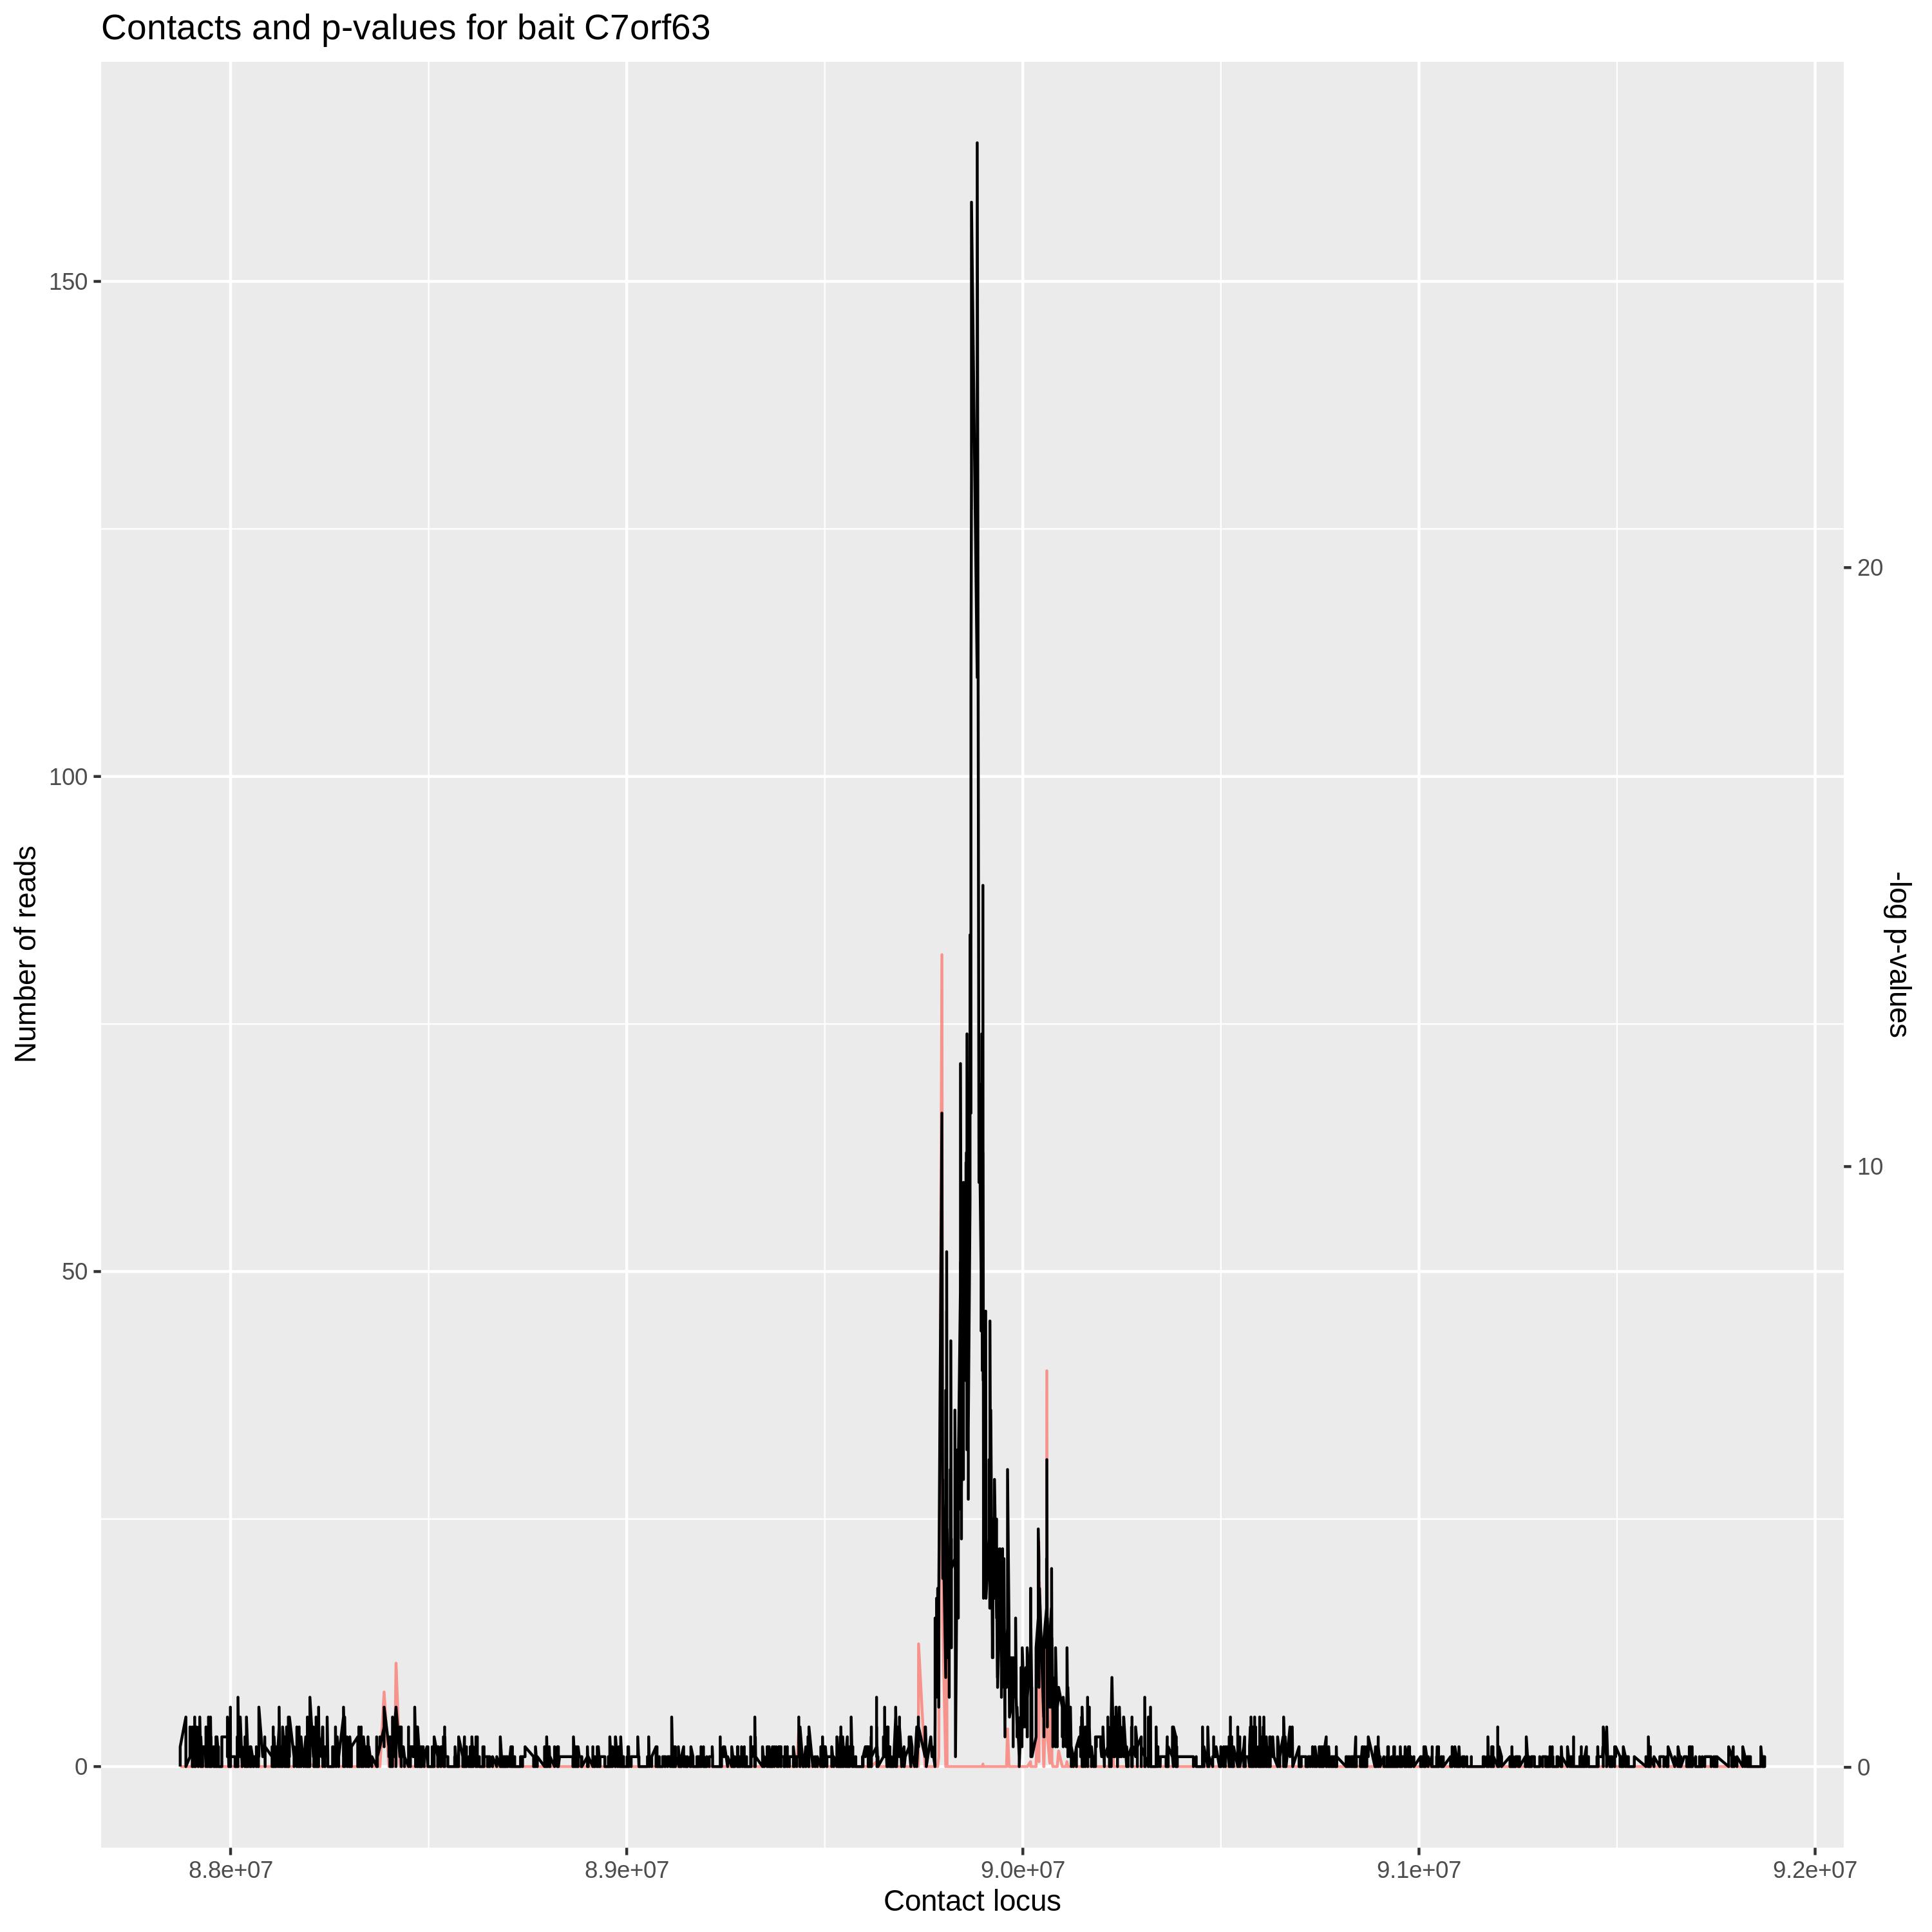 Contacts and p-values for bait C7orf63
150
100
50
0
20
10
0
Number of reads
-log p-values
8.8e+07 8.9e+07 9.0e+07 9.1e+07 9.2e+07
Contact locus